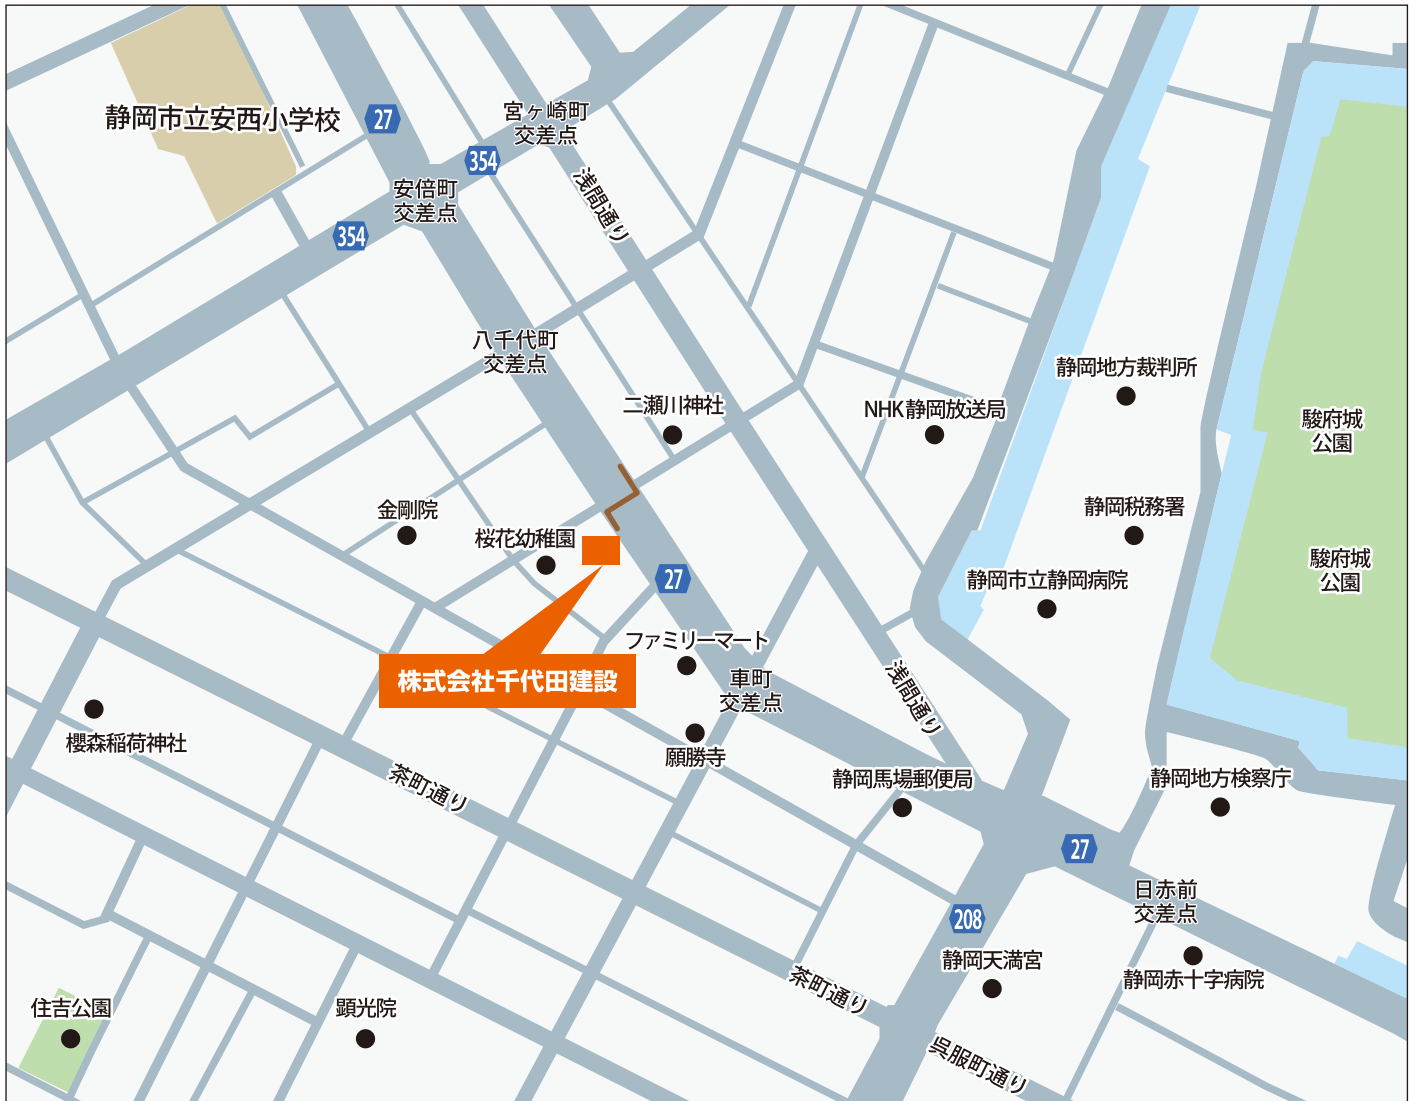 静岡市立安西小学校
27
宮ヶ崎町
交差点
354
安倍町
交差点
354
浅間通り
八千代町
交差点
二瀬川神社
NHK静岡放送局
静岡地方裁判所
駿府城
公園
金剛院
桜花幼稚園
静岡税務署
駿府城
公園
27
静岡市立静岡病院
ファミリーマート
株式会社千代田建設
車町
交差点
浅間通り
櫻森稲荷神社
願勝寺
茶町通り
静岡馬場郵便局
静岡地方検察庁
27
日赤前
交差点
208
静岡天満宮
静岡赤十字病院
茶町通り
住吉公園
顕光院
呉服町通り